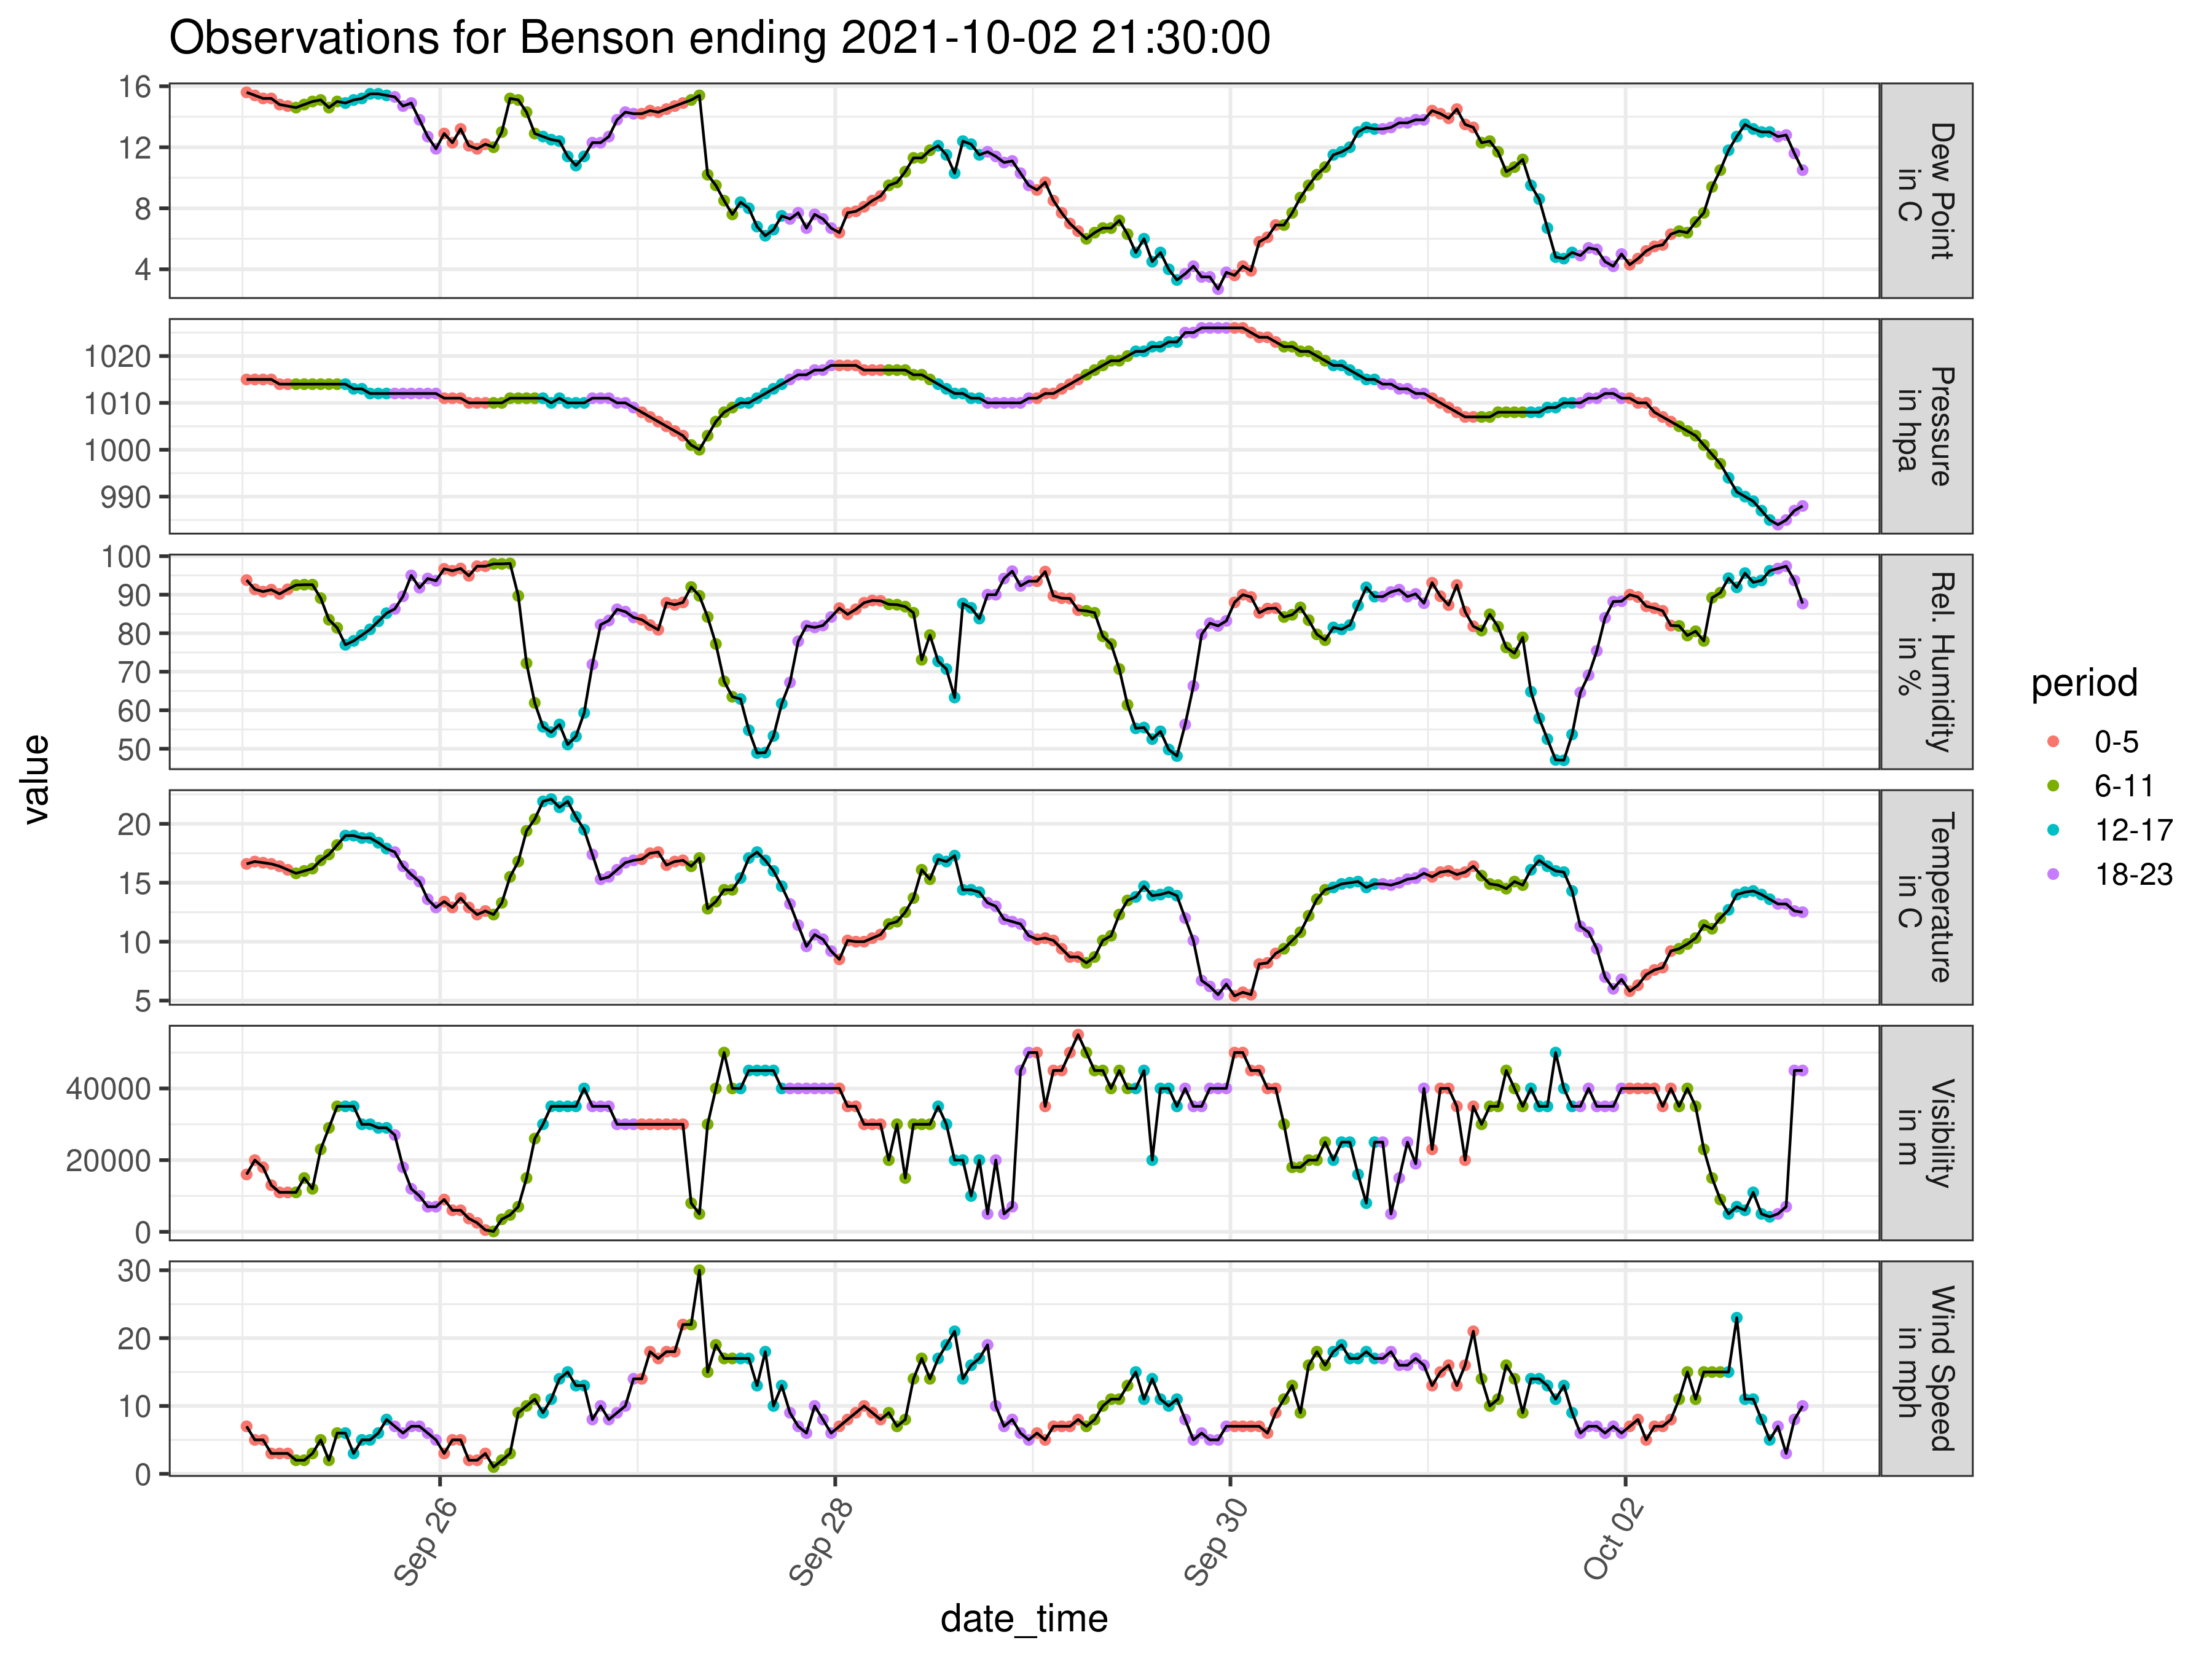 Observations for Benson ending 2021-10-02 21:30:00
value
16
12
8
4
Dew Point
in C
1020
1010
1000
990
Pressure
in hpa
100
90
80
70
60
50
Rel. Humidity
in %
20
15
10
5
Temperature
in C
40000
20000
0
Visibility
in m
30
20
10
0
Wind Speed
in mph
Sep 26
Sep 28
Sep 30
Oct 02
date_time
period
0-5
6-11
12-17
18-23